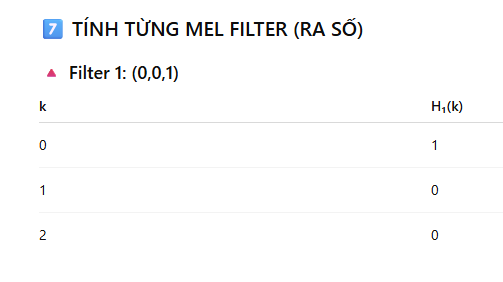 7 TÍNH TỪNG MEL FILTER (RA SỐ)
🔺 Filter 1: (0,0,1)
k H₁(k)
0 1
1 0
2 0